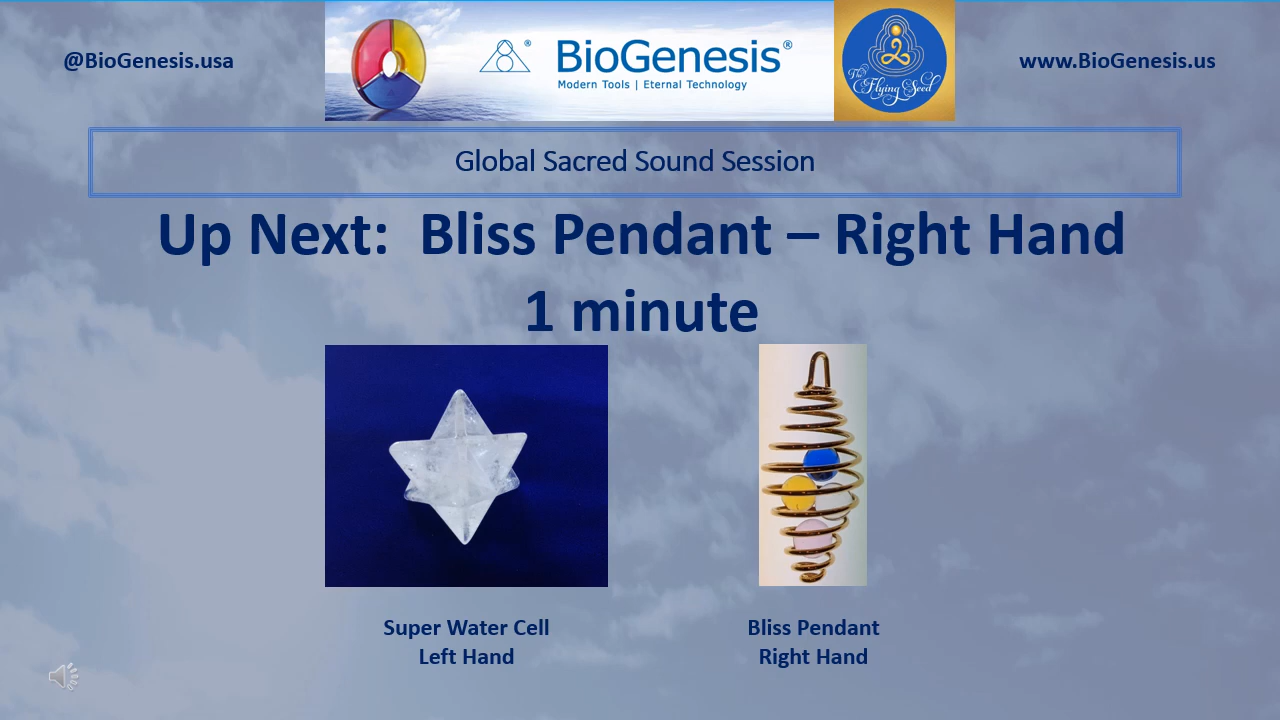 @BioGenesis.usa
BioGenesis®
®
Modern Tools | Eternal Technology
The Flying Seed
www.BioGenesis.us
Global Sacred Sound Session
Up Next:  Bliss Pendant – Right Hand
1 minute
Super Water Cell
Left Hand
Bliss Pendant
Right Hand